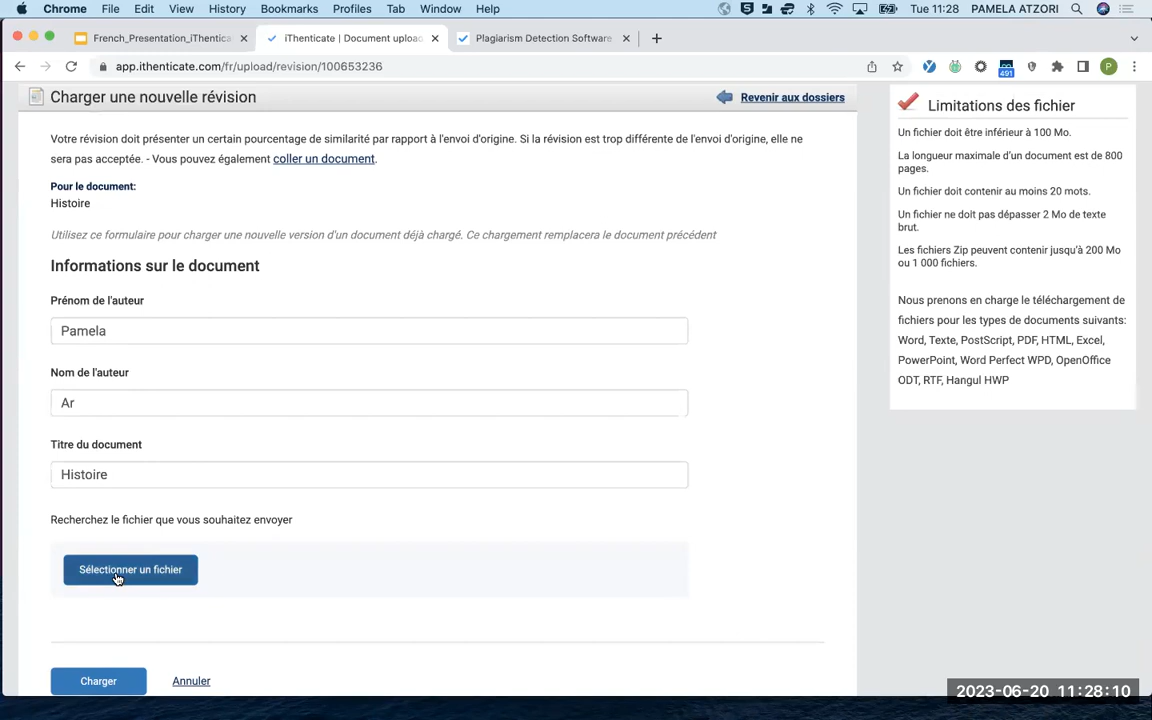 Chrome File Edit View History Bookmarks Profiles Tab Window Help Tue 11:28 PAMELA ATZORI
French_Presentation_iThentica iThenticate | Document uploa Plagiarism Detection Software
app.ithenticate.com/fr/upload/revision/100653236
491
P
Charger une nouvelle révision
Revenir aux dossiers
Votre révision doit présenter un certain pourcentage de similarité par rapport à l'envoi d'origine. Si la révision est trop différente de l'envoi d'origine, elle ne
sera pas acceptée. - Vous pouvez également coller un document.
Pour le document:
Histoire
Utilisez ce formulaire pour charger une nouvelle version d'un document déjà chargé. Ce chargement remplacera le document précédent
Informations sur le document
Prénom de l'auteur
Pamela
Nom de l'auteur
Ar
Titre du document
Histoire
Recherchez le fichier que vous souhaitez envoyer
Sélectionner un fichier
Charger
Annuler
Limitations des fichier
Un fichier doit être inférieur à 100 Mo.
La longueur maximale d'un document est de 800
pages.
Un fichier doit contenir au moins 20 mots.
Un fichier ne doit pas dépasser 2 Mo de texte
brut.
Les fichiers Zip peuvent contenir jusqu'à 200 Mo
ou 1 000 fichiers.
Nous prenons en charge le téléchargement de
fichiers pour les types de documents suivants:
Word, Texte, PostScript, PDF, HTML, Excel,
PowerPoint, Word Perfect WPD, OpenOffice
ODT, RTF, Hangul HWP
2023-06-20 11:28:10